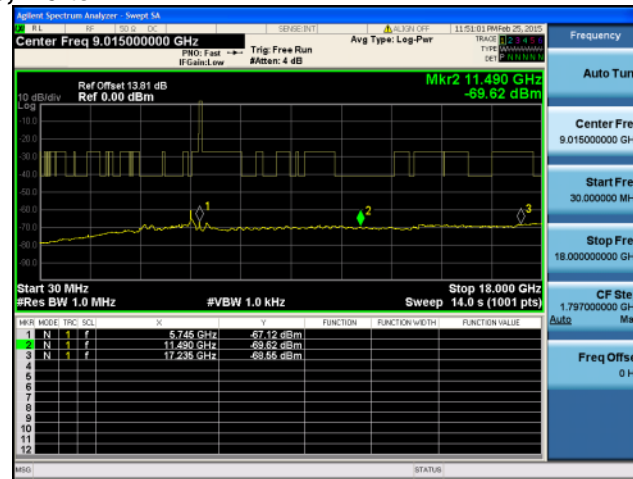 Agilent Spectrum Analyzer - Swept SA
RL RF 50 Ω DC SENSE:INT ALIGN OFF 11:51:01 PM Feb 25, 2015
Center Freq 9.015000000 GHz
PNO: Fast
IFGain:Low
Trig: Free Run
#Atten: 4 dB
Avg Type: Log-Pwr
TRACE 1 2 3 4 5 6
TYPE
DET P N N N N N
Ref Offset 13.81 dB
10 dB/div Ref 0.00 dBm
Log
Mkr2 11.490 GHz
-69.62 dBm
-10.0
-20.0
-30.0
-40.0
-50.0
-60.0
-70.0
-80.0
-90.0
1
2
3
Start 30 MHz Stop 18.000 GHz
#Res BW 1.0 MHz #VBW 1.0 kHz Sweep 14.0 s (1001 pts)
MKR MODE TRC SCL X Y FUNCTION FUNCTION WIDTH FUNCTION VALUE
1 N 1 f 5.745 GHz -67.12 dBm
2 N 1 f 11.490 GHz -69.62 dBm
3 N 1 f 17.235 GHz -68.55 dBm
4
5
6
7
8
9
10
11
12
MSG STATUS
Frequency
Auto Tun
Center Fre
9.015000000 GH
Start Fre
30.000000 MH
Stop Fre
18.000000000 GH
CF Ste
1.797000000 GH
Auto Ma
Freq Offse
0 H